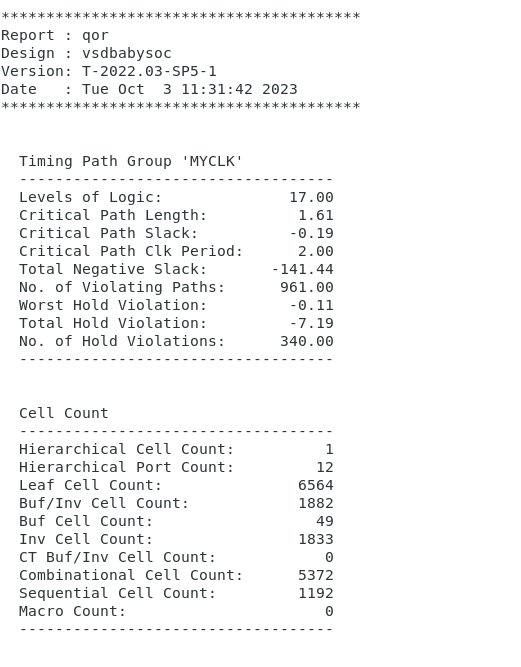 ****************************************
Report : qor
Design : vsdbabysoc
Version: T-2022.03-SP5-1
Date   : Tue Oct  3 11:31:42 2023
****************************************


  Timing Path Group 'MYCLK'
  -----------------------------------
  Levels of Logic:              17.00
  Critical Path Length:          1.61
  Critical Path Slack:          -0.19
  Critical Path Clk Period:      2.00
  Total Negative Slack:       -141.44
  No. of Violating Paths:      961.00
  Worst Hold Violation:         -0.11
  Total Hold Violation:         -7.19
  No. of Hold Violations:      340.00
  -----------------------------------


  Cell Count
  -----------------------------------
  Hierarchical Cell Count:          1
  Hierarchical Port Count:         12
  Leaf Cell Count:               6564
  Buf/Inv Cell Count:            1882
  Buf Cell Count:                  49
  Inv Cell Count:                1833
  CT Buf/Inv Cell Count:            0
  Combinational Cell Count:      5372
  Sequential Cell Count:         1192
  Macro Count:                      0
  -----------------------------------